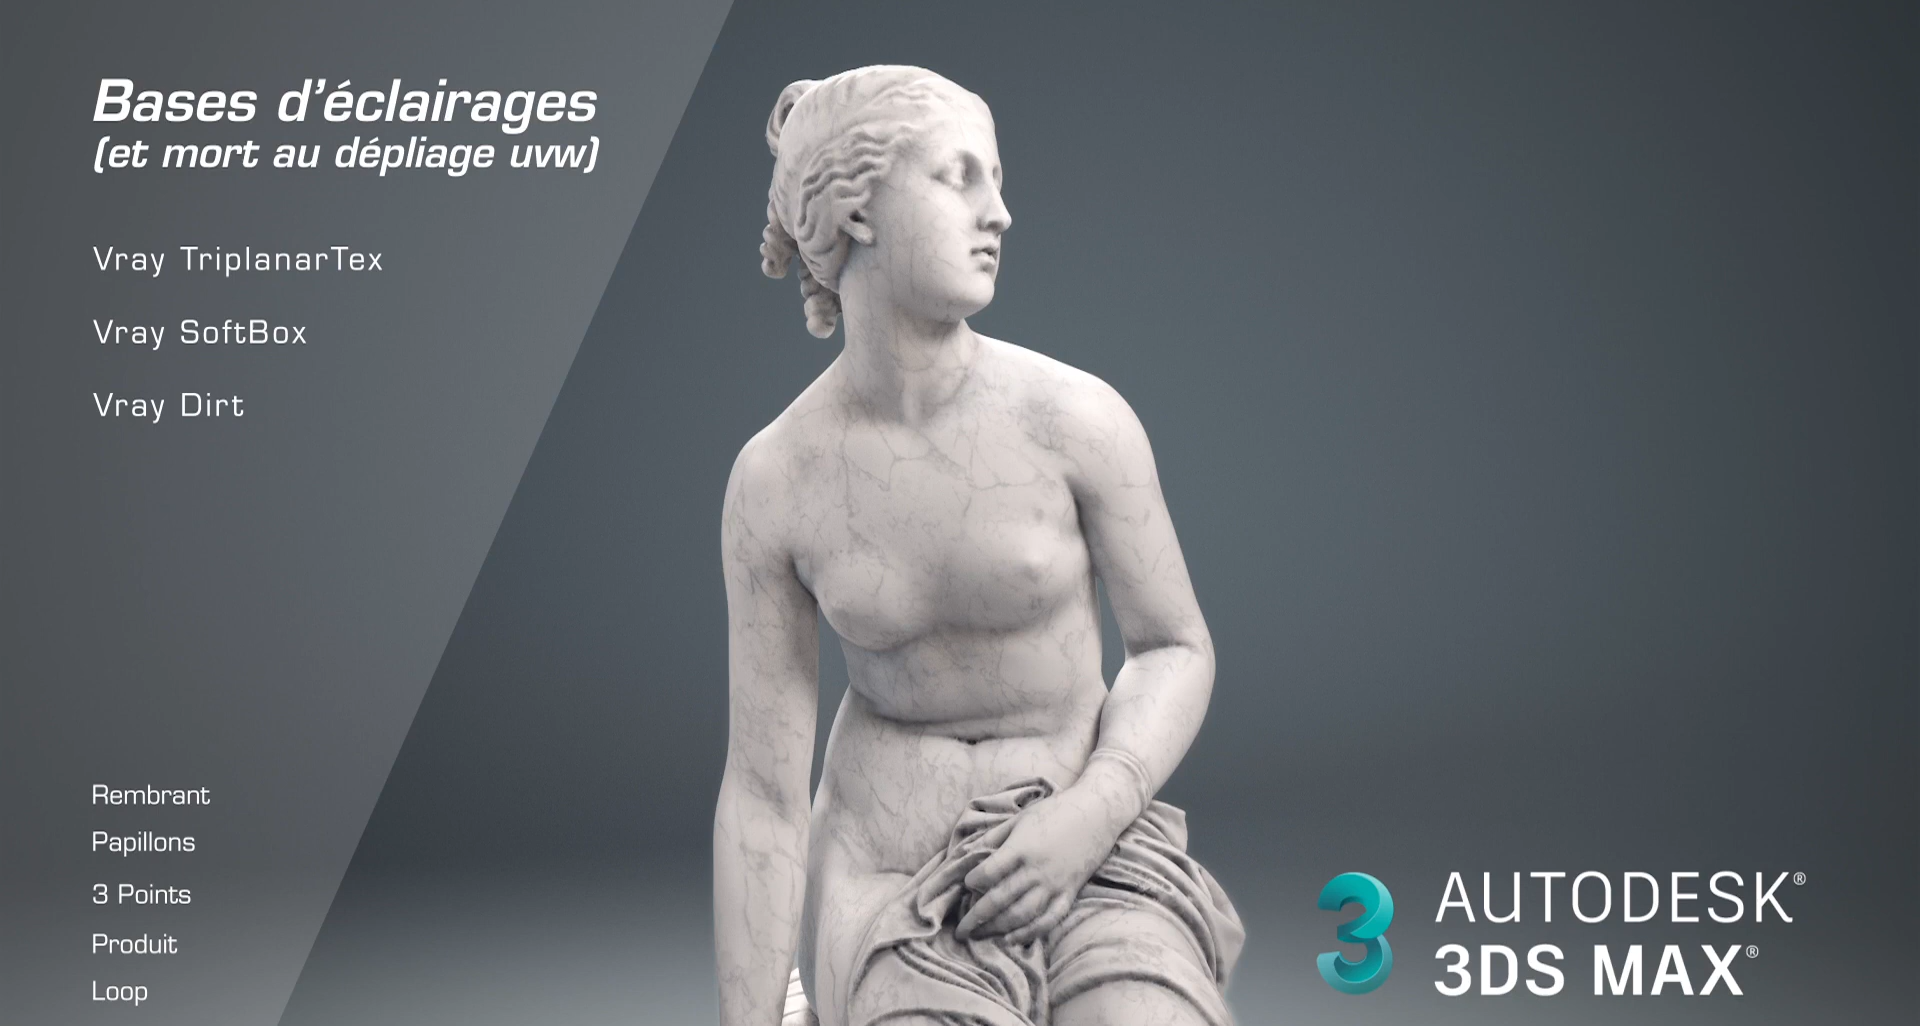 Bases d'éclairages
(et mort au dépliage uvw)
Vray TriplanarTex
Vray SoftBox
Vray Dirt
Rembrant
Papillons
3 Points
Produit
Loop
3
AUTODESK®
3DS MAX®